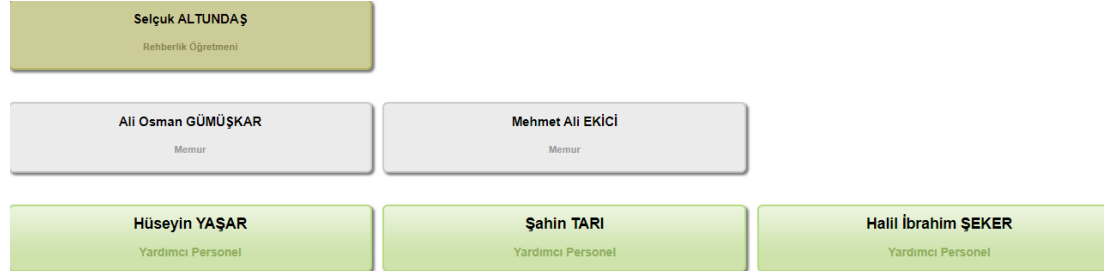 Selçuk ALTUNDAŞ
Rehberlik Öğretmeni
Ali Osman GÜMÜŞKAR
Memur
Mehmet Ali EKİCİ
Memur
Hüseyin YAŞAR
Yardımcı Personel
Şahin TARI
Yardımcı Personel
Halil İbrahim ŞEKER
Yardımcı Personel